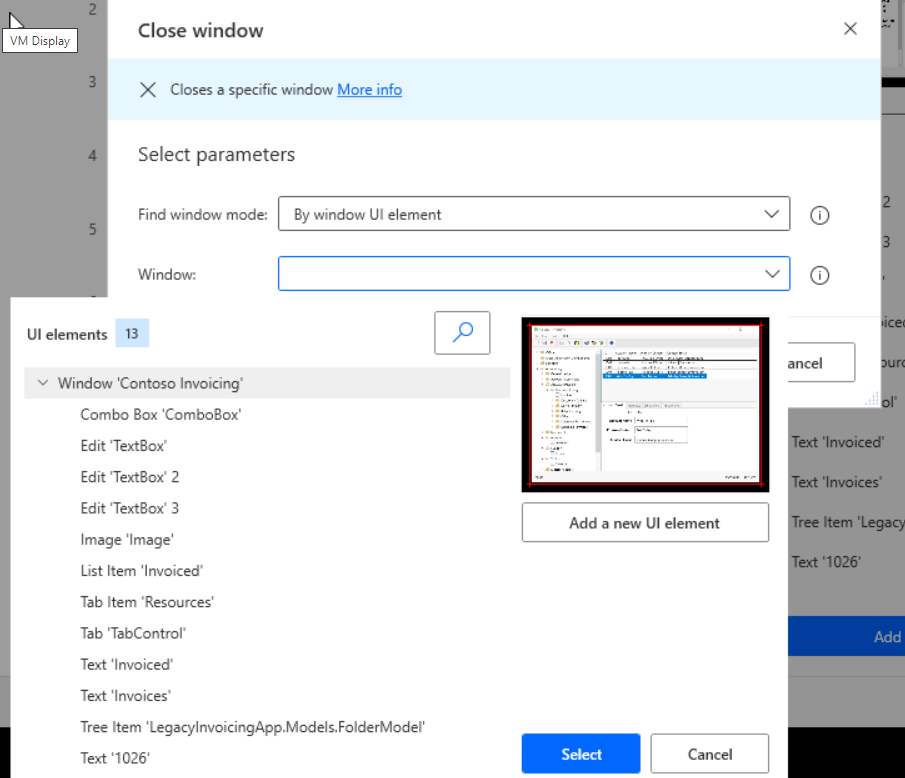 2
VM Display
Close window
Closes a specific window More info
3
Select parameters
4
Find window mode: By window UI element
2
5
3
Window:
UI elements 13
ancel
Window 'Contoso Invoicing'
Combo Box 'ComboBox'
ol'
Edit 'TextBox'
Text 'Invoiced'
Edit 'TextBox' 2
Text 'Invoices'
Edit 'TextBox' 3
Add a new UI element
Tree Item 'Legacy
Image 'Image'
Text '1026'
List Item 'Invoiced'
Tab Item 'Resources'
Tab 'TabControl'
Add
Text 'Invoiced'
Text 'Invoices'
Tree Item 'LegacyInvoicingApp.Models.FolderModel'
Text '1026'
Select
Cancel